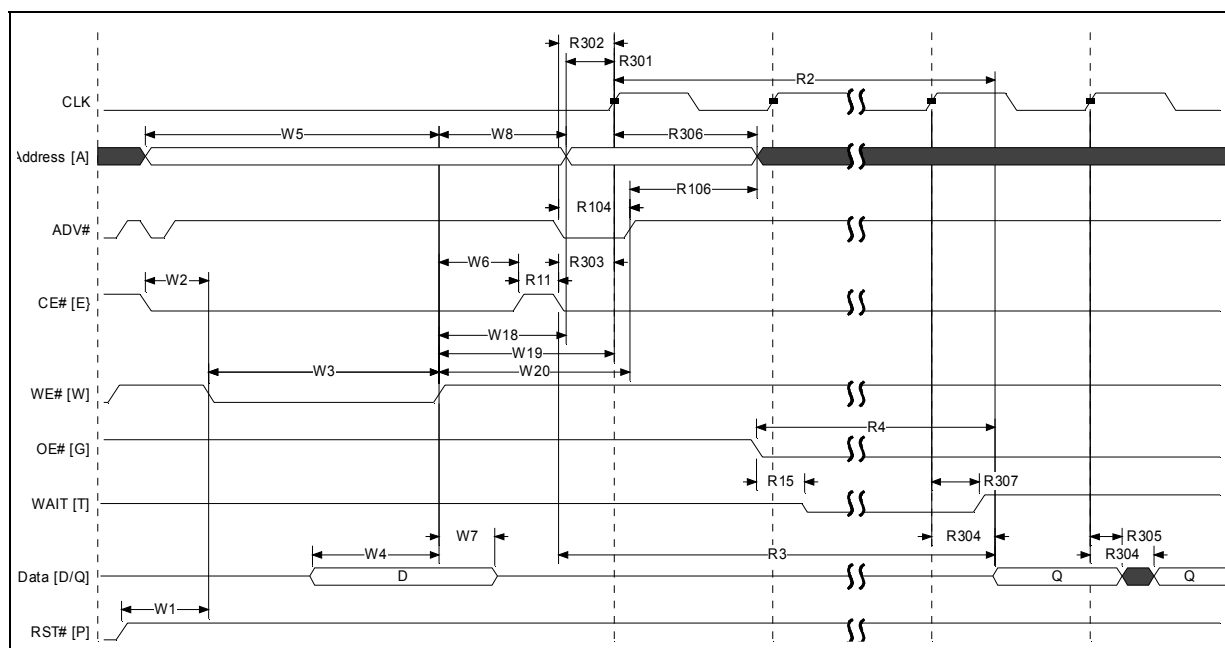 R302
R301
R2
CLK
W5
W8
R306
Address [A]
R106
R104
ADV#
W6
R303
W2
R11
CE# [E}
W18
W19
W3
W20
WE# [W]
R4
OE# [G]
R15
R307
WAIT [T]
W7
R304
R305
W4
R3
R304
Data [D/Q]
D
Q
Q
W1
RST# [P]